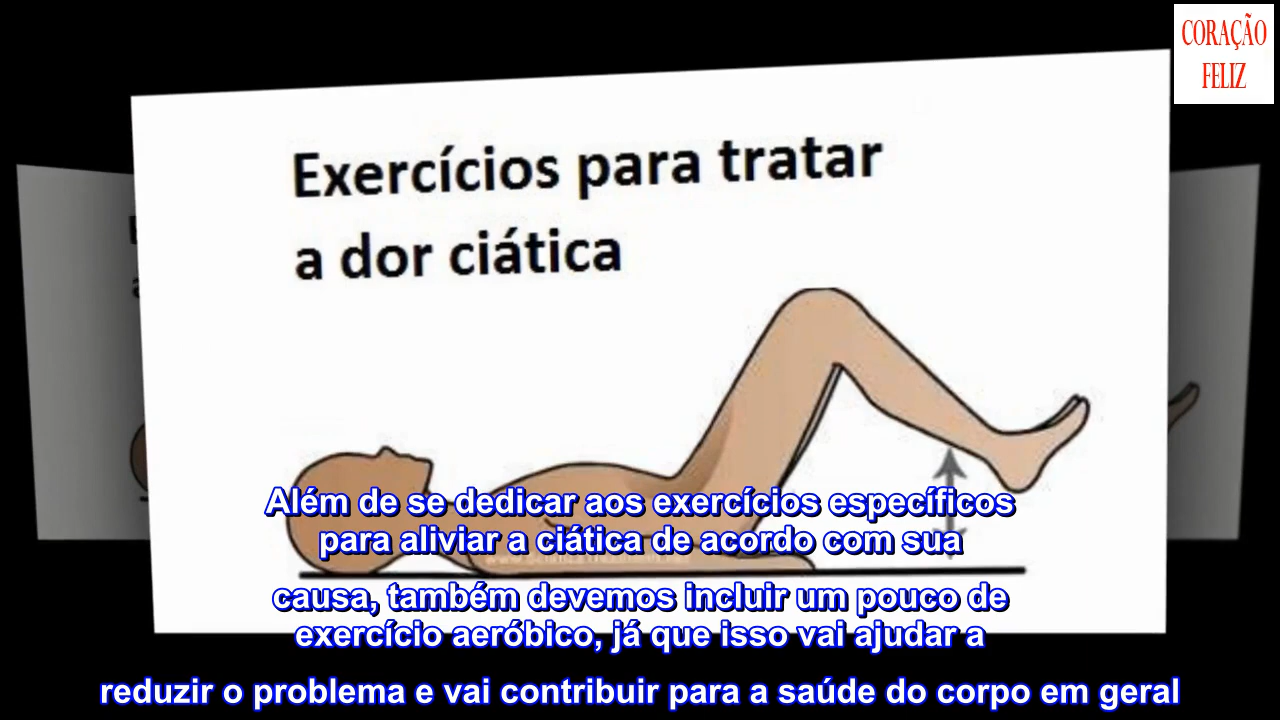 CORAÇÃO
FELIZ
Exercícios para tratar
a dor ciática
Além de se dedicar aos exercícios específicos
para aliviar a ciática de acordo com sua
causa, também devemos incluir um pouco de
exercício aeróbico, já que isso vai ajudar a
reduzir o problema e vai contribuir para a saúde do corpo em geral